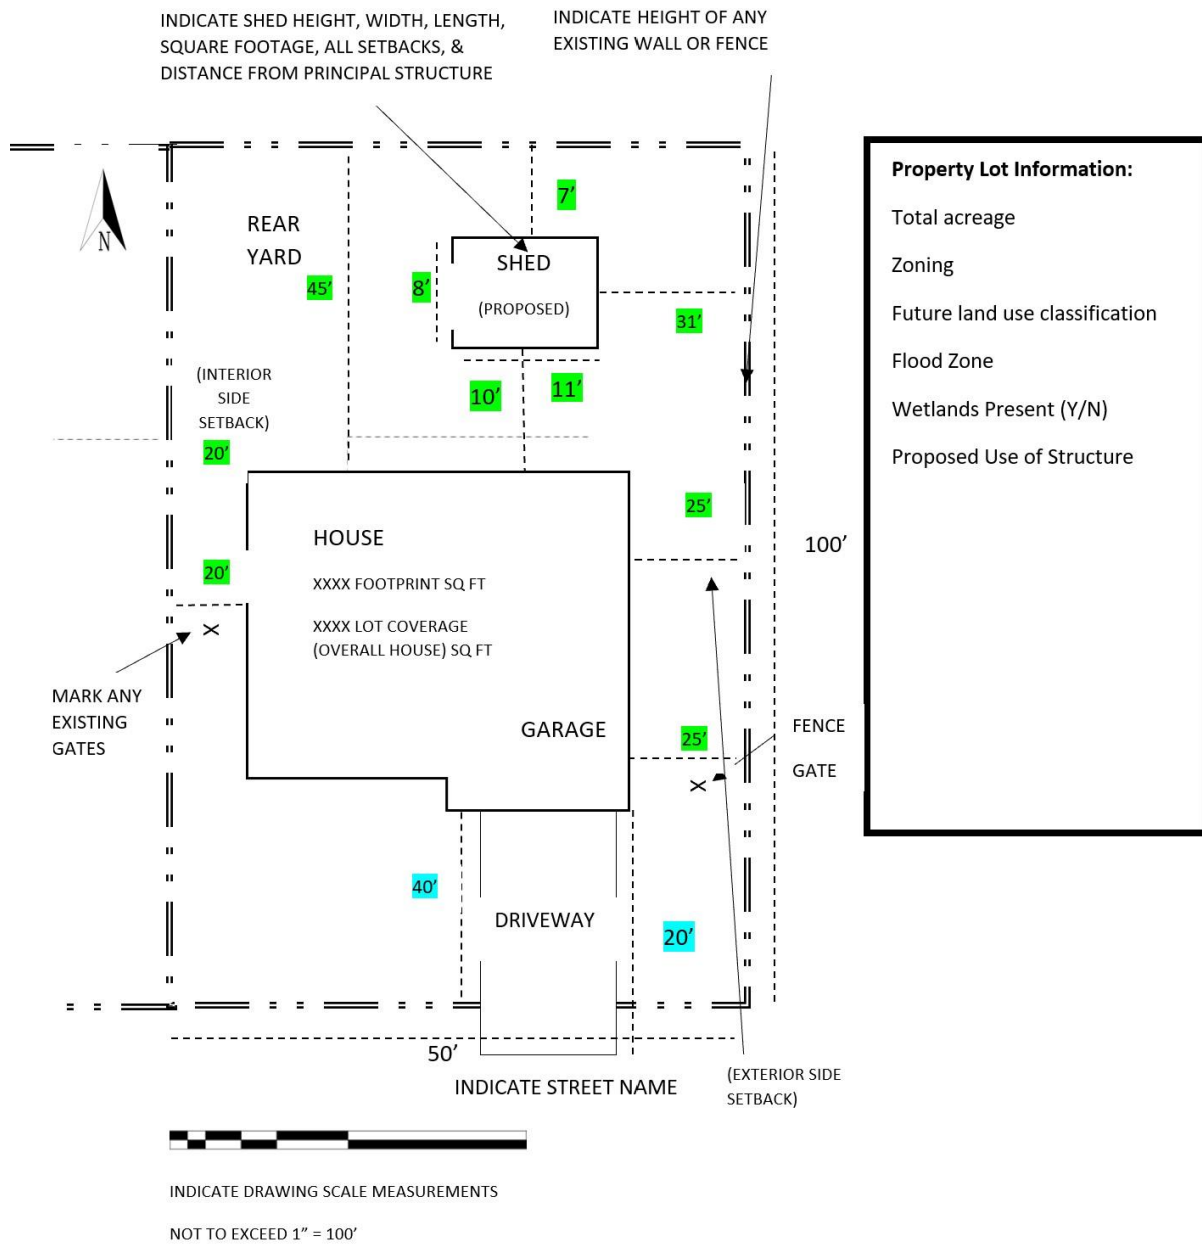 INDICATE SHED HEIGHT, WIDTH, LENGTH,
SQUARE FOOTAGE, ALL SETBACKS, &
DISTANCE FROM PRINCIPAL STRUCTURE
INDICATE HEIGHT OF ANY
EXISTING WALL OR FENCE
N
REAR
YARD
45'
7'
8'
SHED
(PROPOSED)
31'
10'
11'
(INTERIOR
SIDE
SETBACK)
20'
20'
25'
HOUSE
XXXX FOOTPRINT SQ FT
XXXX LOT COVERAGE
(OVERALL HOUSE) SQ FT
100'
X
MARK ANY
EXISTING
GATES
GARAGE
25'
X
FENCE
GATE
40'
DRIVEWAY
20'
50'
INDICATE STREET NAME
(EXTERIOR SIDE
SETBACK)
INDICATE DRAWING SCALE MEASUREMENTS
NOT TO EXCEED 1” = 100'
Property Lot Information:
Total acreage
Zoning
Future land use classification
Flood Zone
Wetlands Present (Y/N)
Proposed Use of Structure